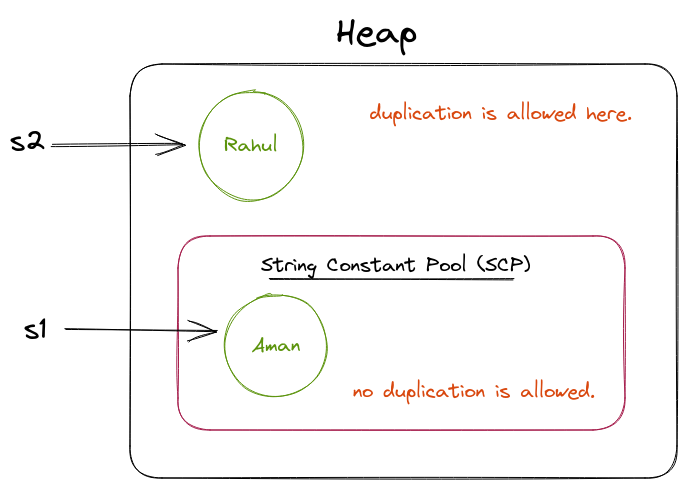 Heap
duplication is allowed here.
s2
Rahul
String Constant Pool (SCP)
s1
Aman
no duplication is allowed.